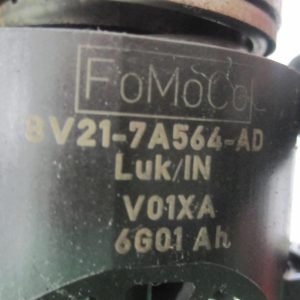 FoMoCo
8V21-7A564-AD
Luk/IN
V01XA
6G01 Ah